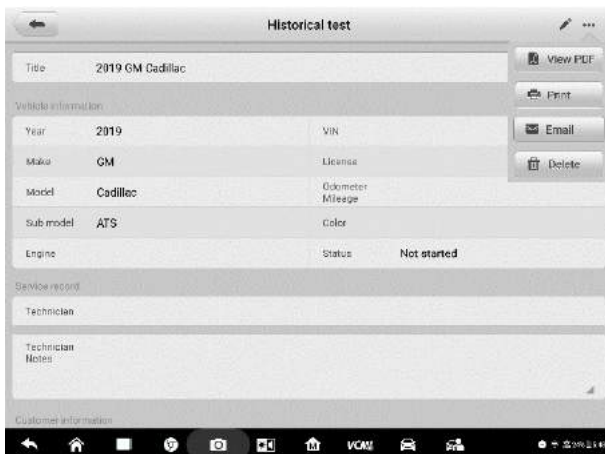 Historical test
Title 2019 GM Cadillac
View PDF
Print
Email
Delete
Vehicle information
Year 2019 VIN
Make GM License
Model Cadillac Odometer Mileage
Sub model ATS Color
Engine Status Not started
Service record
Technician
Technician Notes
Customer information
M VCMI